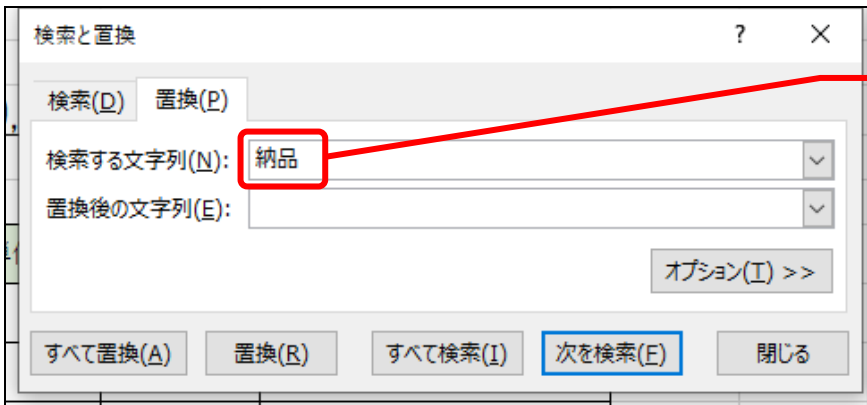 検索と置換 ?
検索(D) 置換(P)
検索する文字列(N): 納品
置換後の文字列(E):
オプション(T) >>
すべて置換(A) 置換(R) すべて検索(I) 次を検索(F) 閉じる